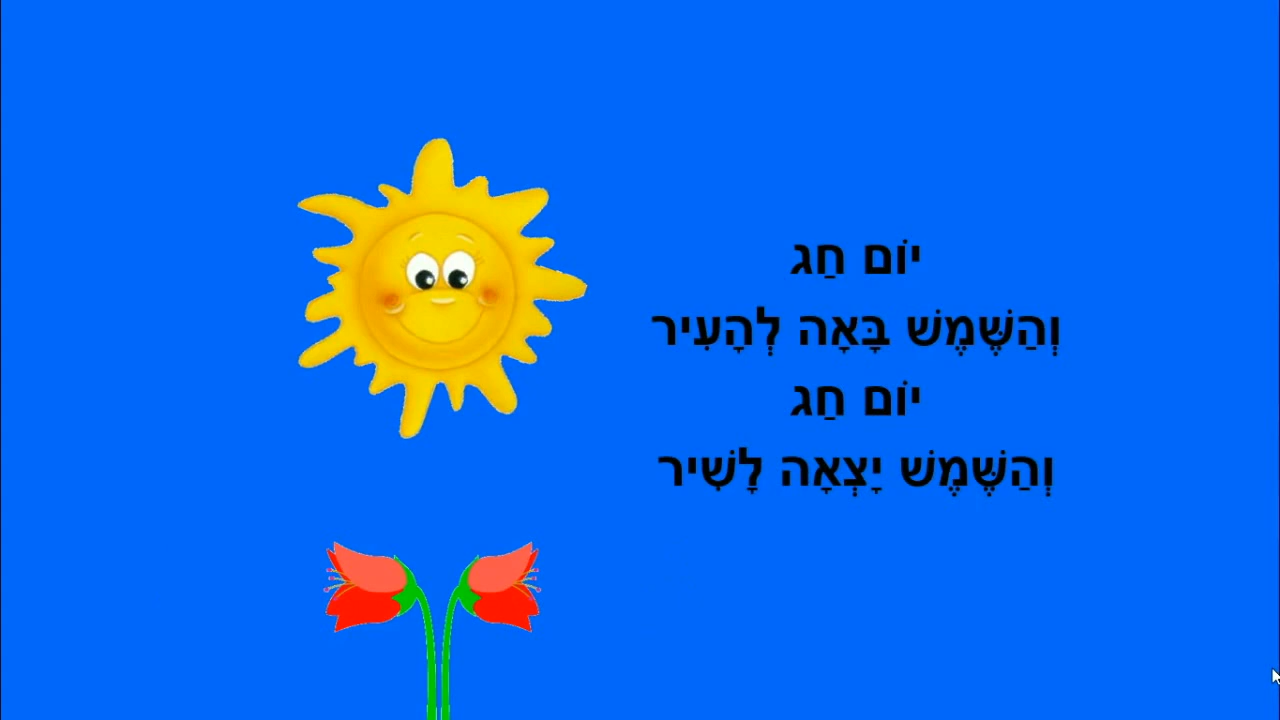 יוֹם חַג
וְהַשֶּׁמֶשׁ בָּאָה לְהָעִיר
יוֹם חַג
וְהַשֶּׁמֶשׁ יָצְאָה לָשִׁיר